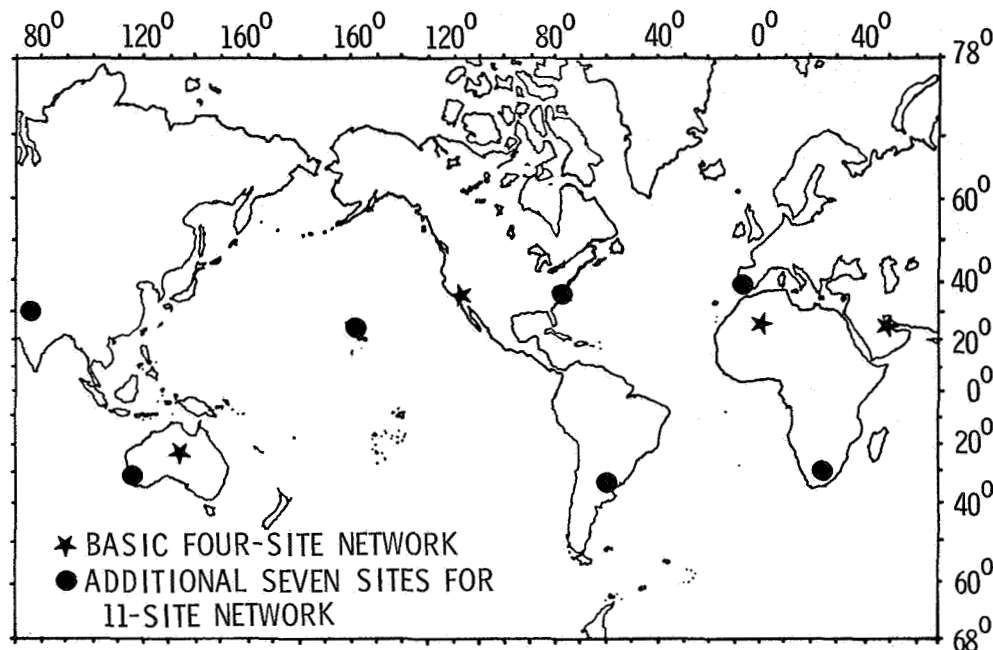 80⁰ 120⁰ 160⁰ 160⁰ 120⁰ 80⁰ 40⁰ 0⁰ 40⁰
78⁰
60⁰
40⁰
20⁰
0⁰
20⁰
40⁰
60⁰
68⁰
★ BASIC FOUR-SITE NETWORK
● ADDITIONAL SEVEN SITES FOR
11-SITE NETWORK